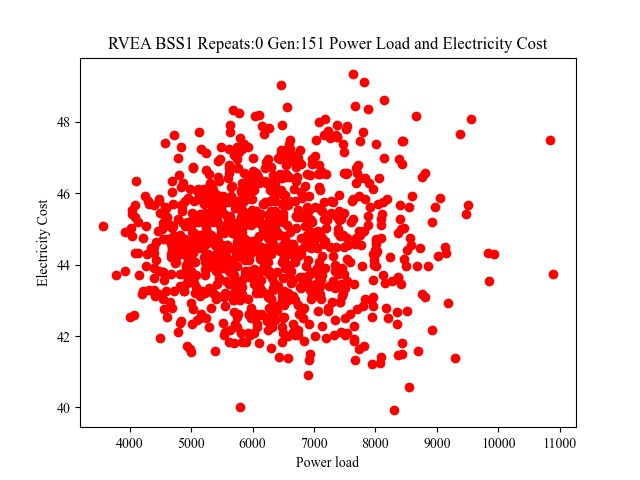 RVEA BSS1 Repeats:0 Gen:151 Power Load and Electricity Cost
48
46
44
42
40
Electricity Cost
4000 5000 6000 7000 8000 9000 10000 11000
Power load